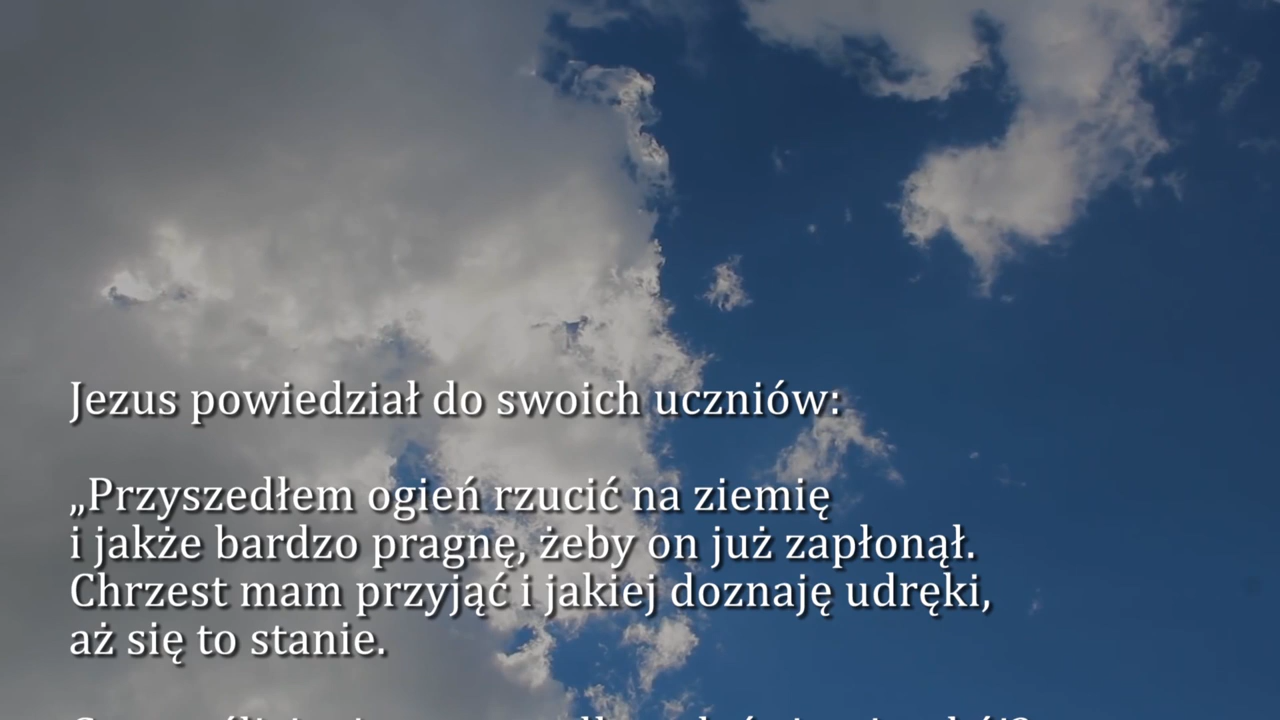 Jezus powiedział do swoich uczniów:
„Przyszedłem ogień rzucić na ziemię
i jakże bardzo pragnę, żeby on już zapłonął.
Chrzest mam przyjąć i jakiej doznaję udręki,
aż się to stanie.